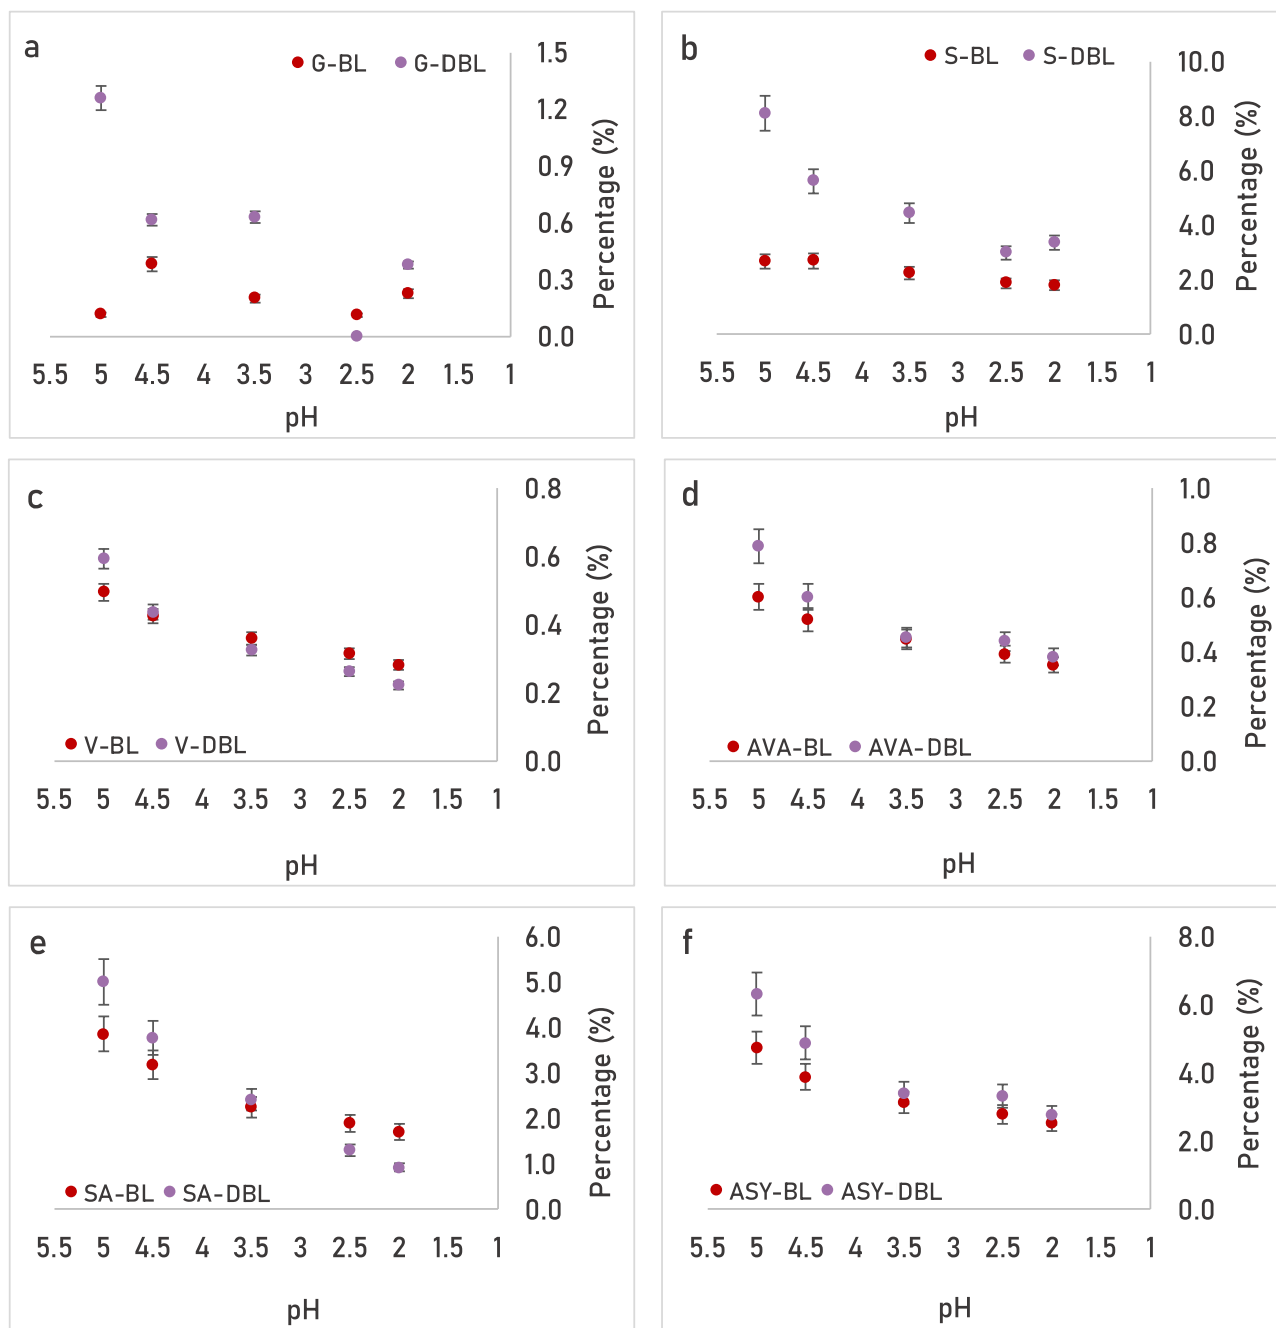 a
G-BL G-DBL
1.5
1.2
0.9
0.6
0.3
0.0
Percentage (%)
5.5 5 4.5 4 3.5 3 2.5 2 1.5 1
pH
b
S-BL S-DBL
10.0
8.0
6.0
4.0
2.0
0.0
Percentage (%)
5.5 5 4.5 4 3.5 3 2.5 2 1.5 1
pH
c
0.8
0.6
0.4
0.2
0.0
Percentage (%)
V-BL V-DBL
5.5 5 4.5 4 3.5 3 2.5 2 1.5 1
pH
d
1.0
0.8
0.6
0.4
0.2
0.0
Percentage (%)
AVA-BL AVA-DBL
5.5 5 4.5 4 3.5 3 2.5 2 1.5 1
pH
e
6.0
5.0
4.0
3.0
2.0
1.0
0.0
Percentage (%)
SA-BL SA-DBL
5.5 5 4.5 4 3.5 3 2.5 2 1.5 1
pH
f
8.0
6.0
4.0
2.0
0.0
Percentage (%)
ASY-BL ASY-DBL
5.5 5 4.5 4 3.5 3 2.5 2 1.5 1
pH